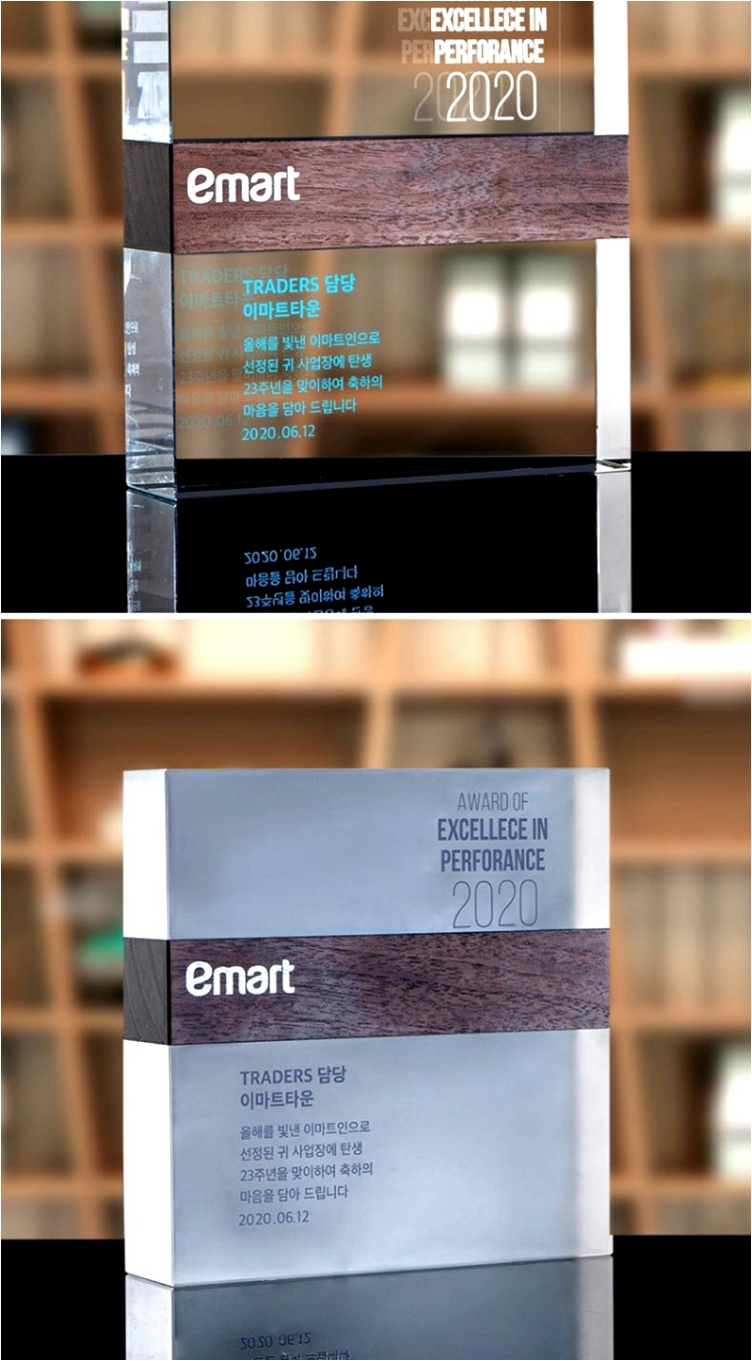 EXCELLECE IN
PERFORANCE
2020
emart
TRADERS 담당
이마트타운
올해를 빛낸 이마트인으로
선정된 귀 사업장에 탄생
23주년을 맞이하여 축하의
마음을 담아 드립니다
2020.06.12
AWARD OF
EXCELLECE IN
PERFORANCE
2020
emart
TRADERS 담당
이마트타운
올해를 빛낸 이마트인으로
선정된 귀 사업장에 탄생
23주년을 맞이하여 축하의
마음을 담아 드립니다
2020.06.12